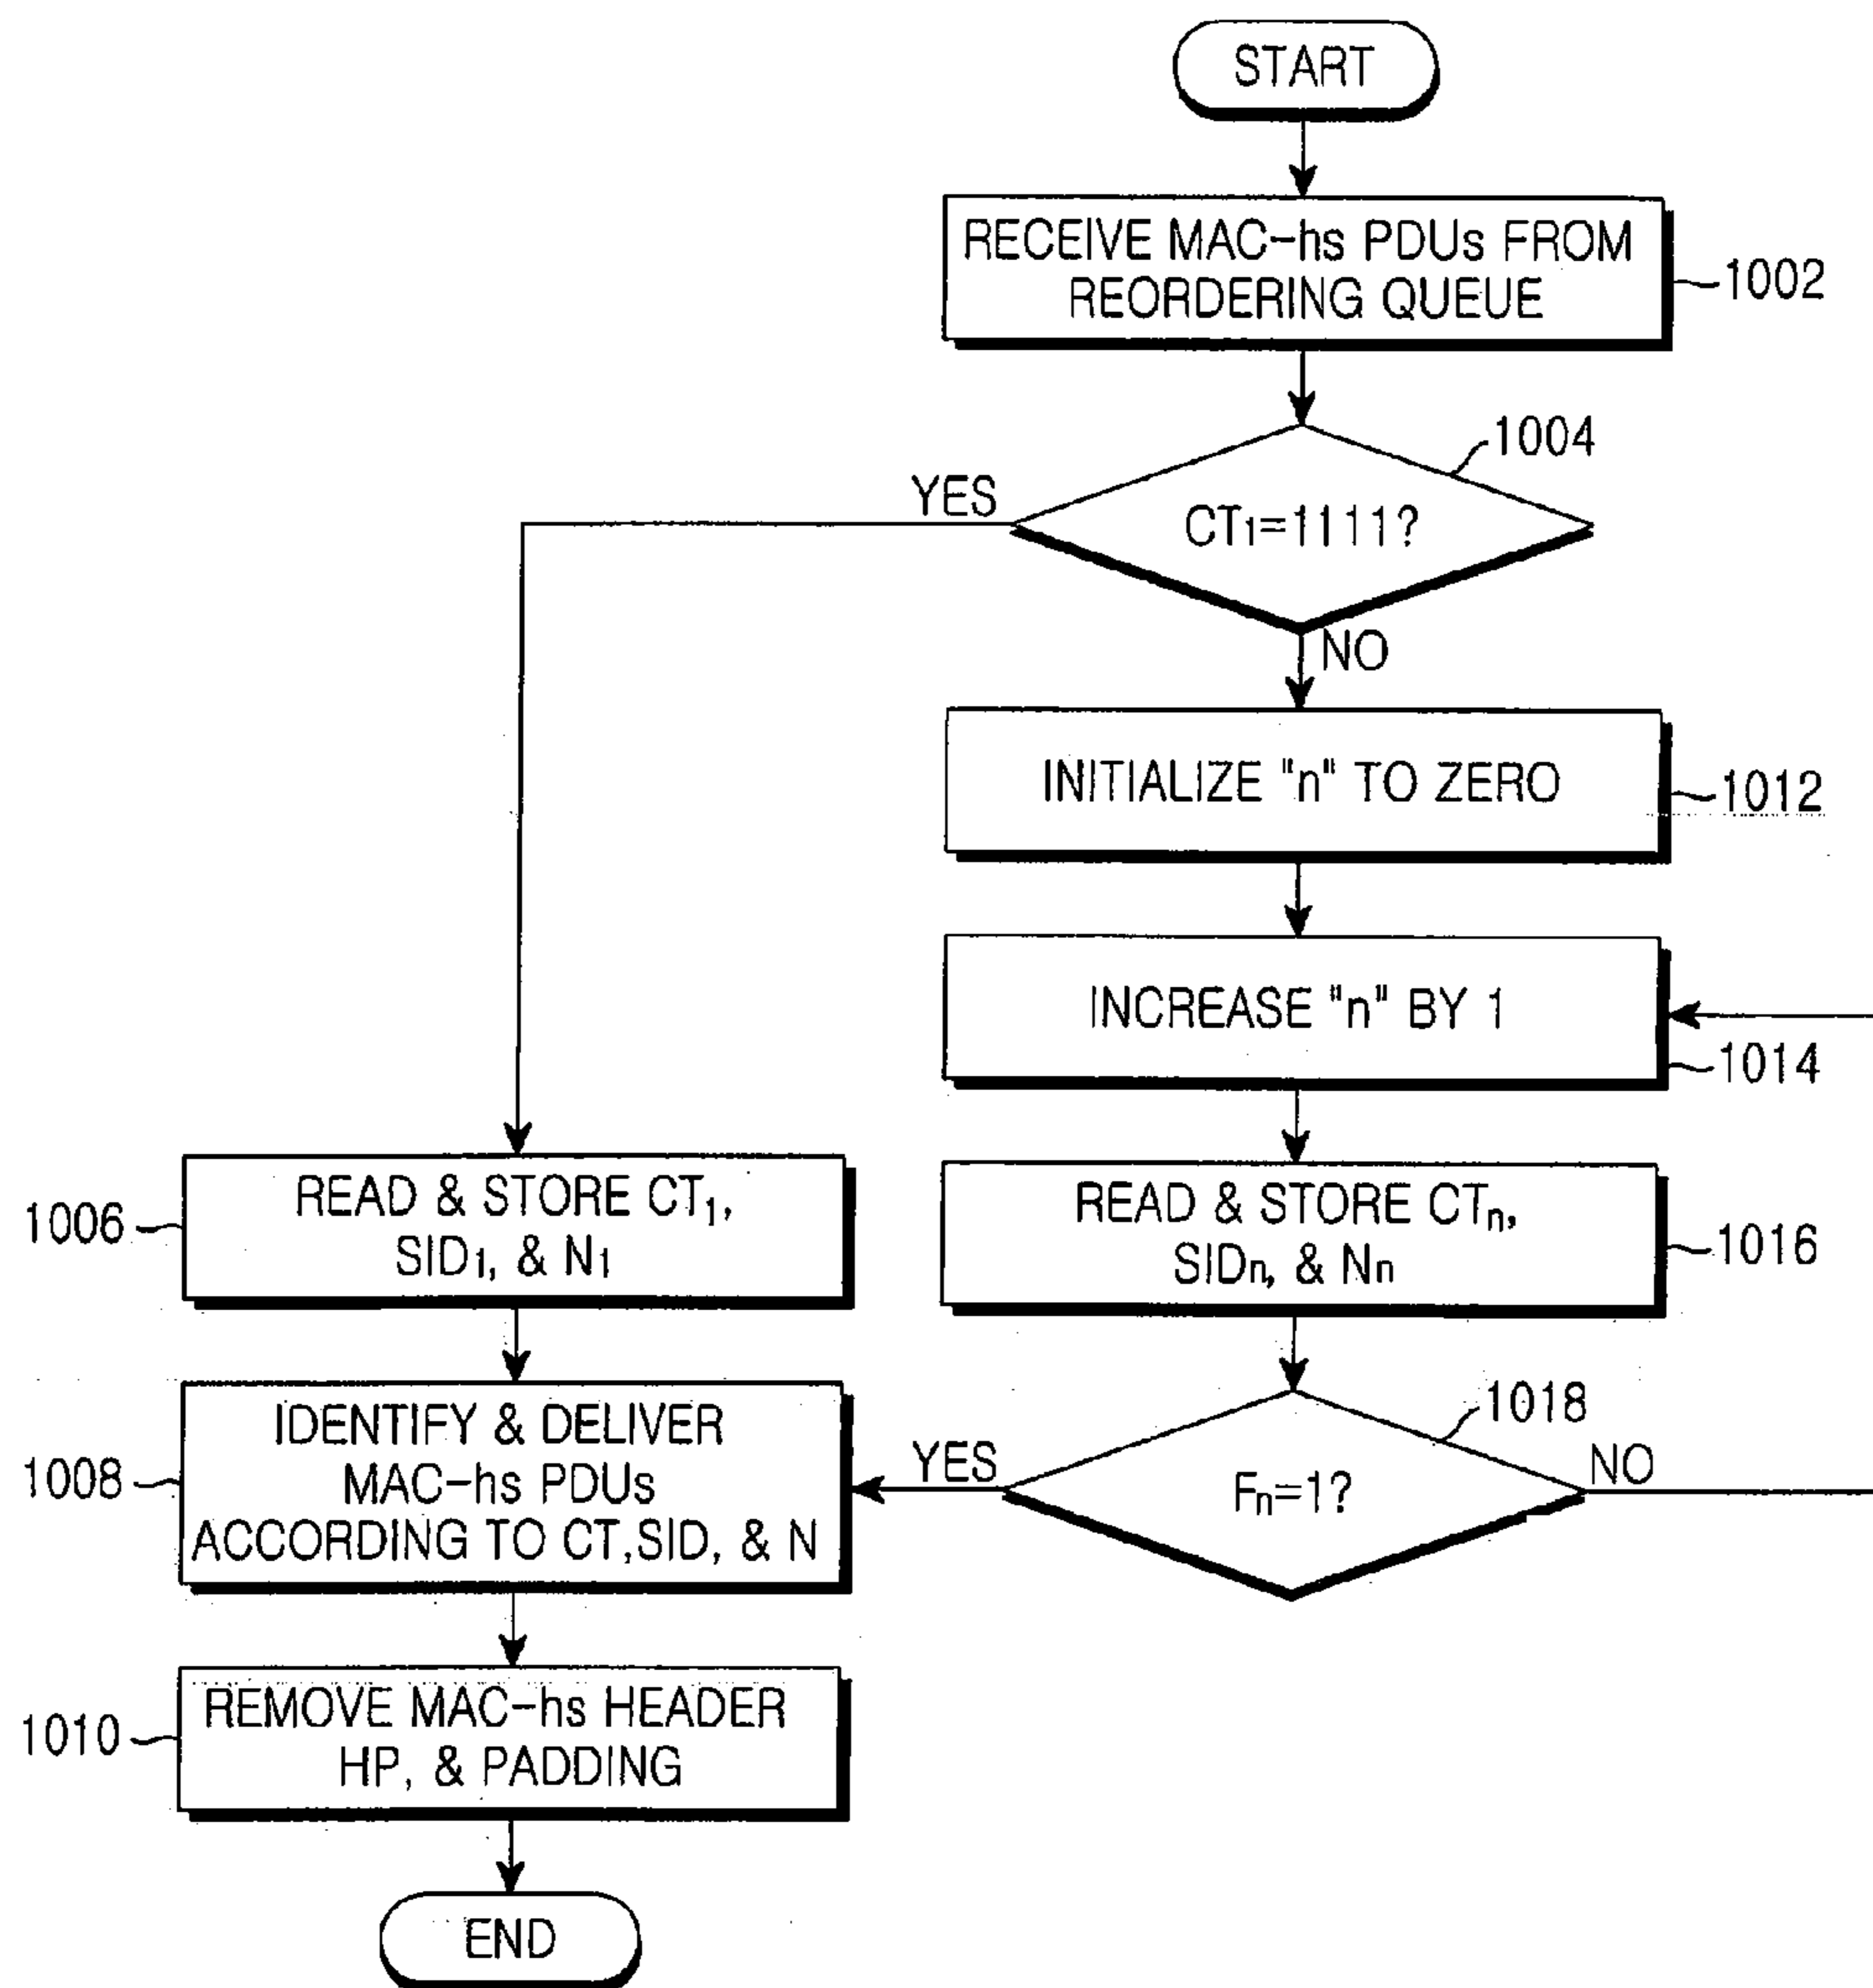 START
RECEIVE MAC-hs PDUs FROM
REORDERING QUEUE
1002
1004
YES
CT₁=1111?
NO
INITIALIZE "n" TO ZERO
1012
INCREASE "n" BY 1
1014
1006
READ & STORE CT₁,
SID₁, & N₁
READ & STORE CTₙ,
SIDₙ, & Nₙ
1016
1008
IDENTIFY & DELIVER
MAC-hs PDUs
ACCORDING TO CT,SID, & N
YES
1018
Fₙ=1?
NO
1010
REMOVE MAC-hs HEADER
HP, & PADDING
END